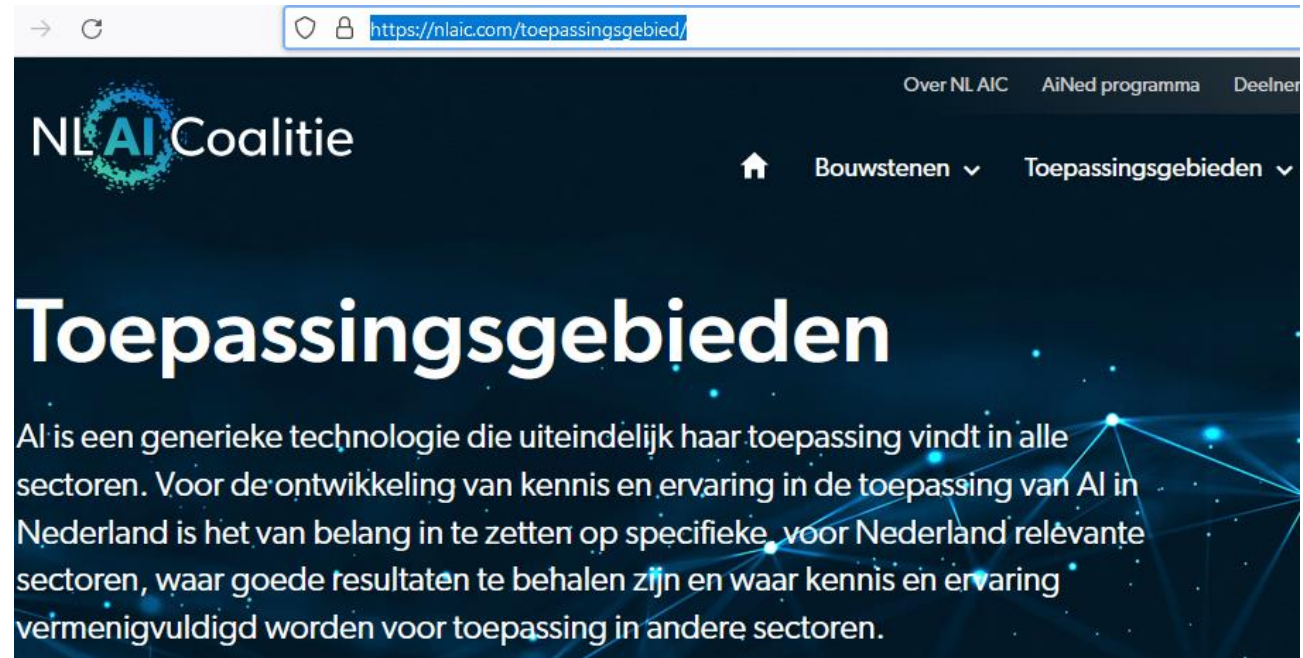 https://nlaic.com/toepassingsgebied/
Over NL AIC AiNed programma Deelner
NL AI Coalitie
Bouwstenen Toepassingsgebieden
Toepassingsgebieden
AI is een generieke technologie die uiteindelijk haar toepassing vindt in alle
sectoren. Voor de ontwikkeling van kennis en ervaring in de toepassing van AI in
Nederland is het van belang in te zetten op specifieke, voor Nederland relevante
sectoren, waar goede resultaten te behalen zijn en waar kennis en ervaring
vermenigvuldigd worden voor toepassing in andere sectoren.